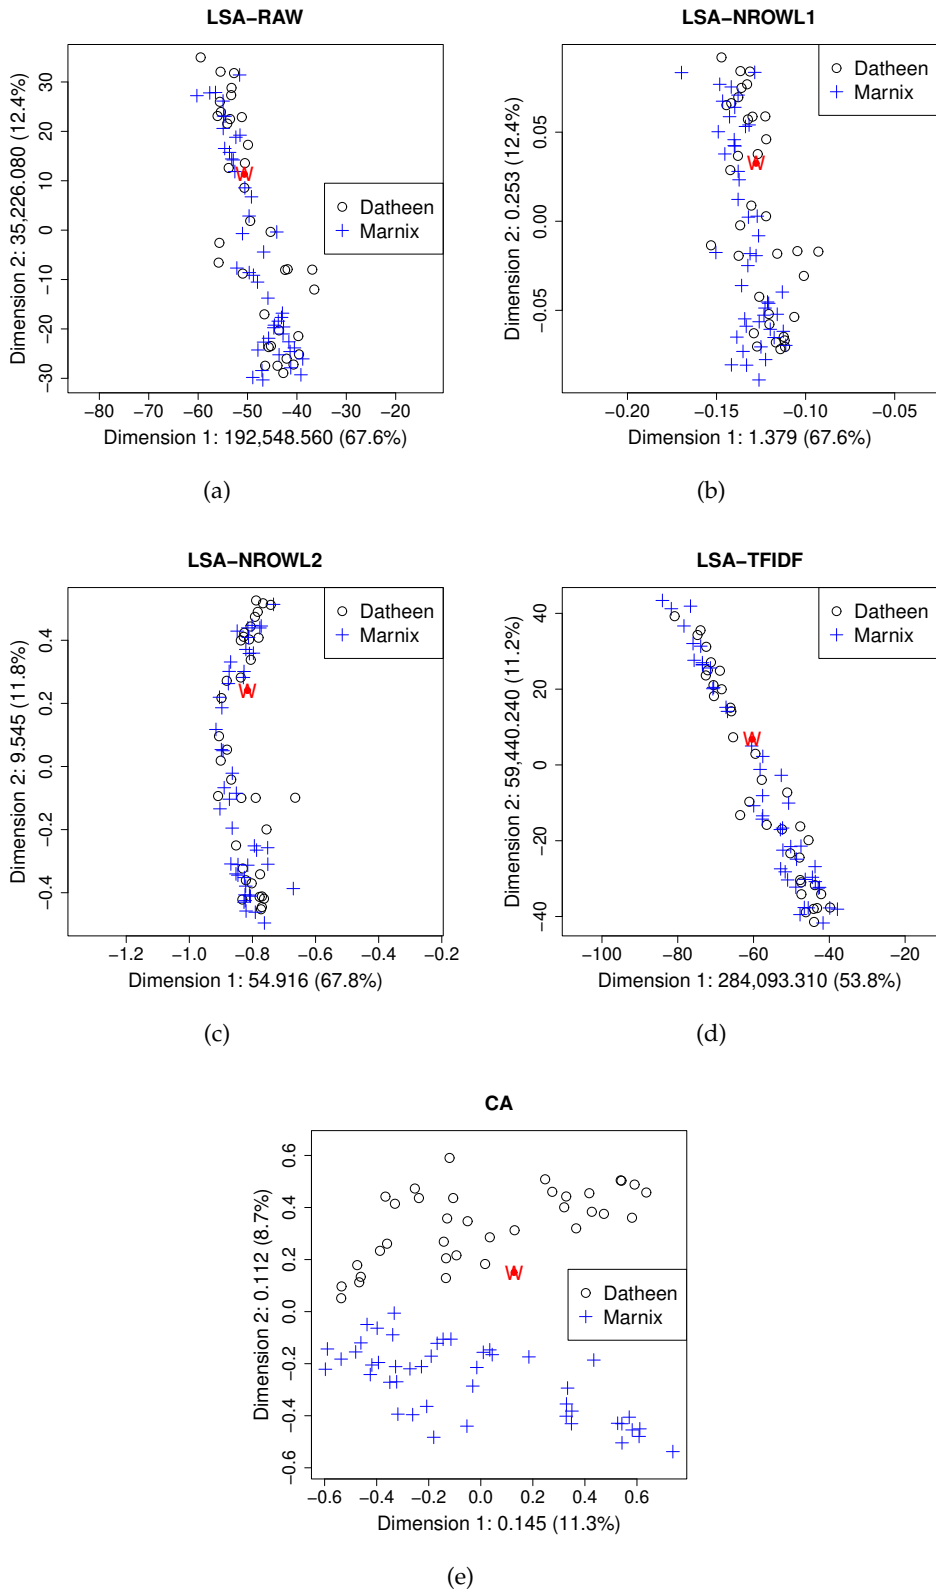 LSA−RAW
Dimension 2: 35,226.080 (12.4%)
30
20
10
0
−10
−20
−30
W
Datheen
Marnix
−80 −70 −60 −50 −40 −30 −20
Dimension 1: 192,548.560 (67.6%)
(a)
LSA−NROWL1
Dimension 2: 0.253 (12.4%)
0.05
0.00
−0.05
W
Datheen
Marnix
−0.20 −0.15 −0.10 −0.05
Dimension 1: 1.379 (67.6%)
(b)
LSA−NROWL2
Dimension 2: 9.545 (11.8%)
0.4
0.2
0.0
−0.2
−0.4
W
Datheen
Marnix
−1.2 −1.0 −0.8 −0.6 −0.4 −0.2
Dimension 1: 54.916 (67.8%)
(c)
LSA−TFIDF
Dimension 2: 59,440.240 (11.2%)
40
20
0
−20
−40
W
Datheen
Marnix
−100 −80 −60 −40 −20
Dimension 1: 284,093.310 (53.8%)
(d)
CA
Dimension 2: 0.112 (8.7%)
0.6
0.4
0.2
0.0
−0.2
−0.4
−0.6
W
Datheen
Marnix
−0.6 −0.4 −0.2 0.0 0.2 0.4 0.6
Dimension 1: 0.145 (11.3%)
(e)